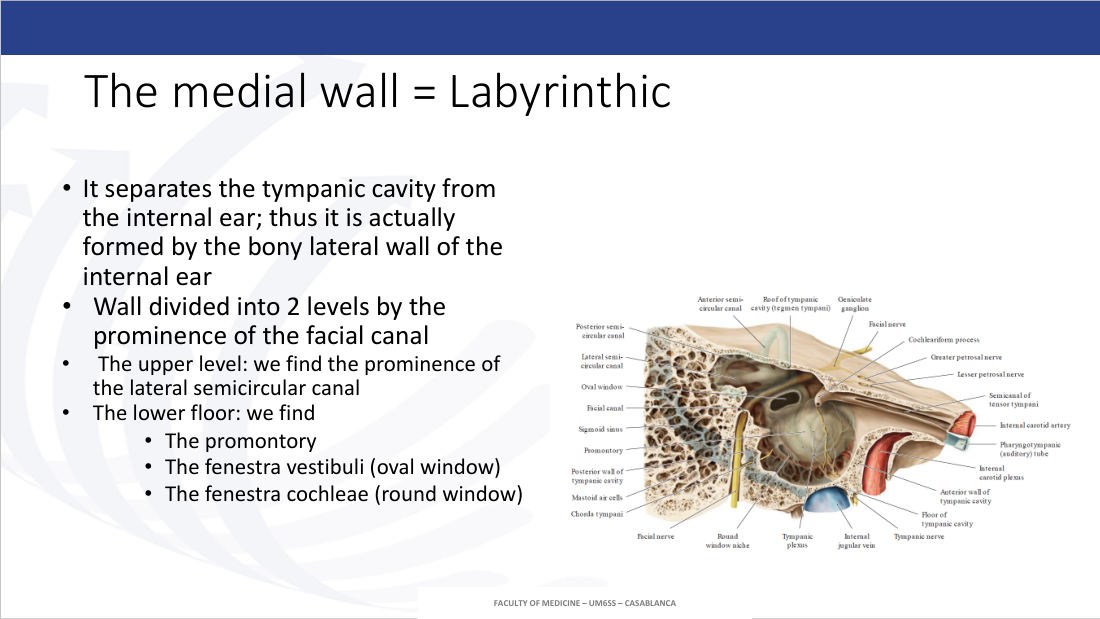 The medial wall = Labyrinthic
• It separates the tympanic cavity from
the internal ear; thus it is actually
formed by the bony lateral wall of the
internal ear
• Wall divided into 2 levels by the
prominence of the facial canal
• The upper level: we find the prominence of
the lateral semicircular canal
• The lower floor: we find
• The promontory
• The fenestra vestibuli (oval window)
• The fenestra cochleae (round window)
Anterior semi-
circular canal
Roof of tympanic
cavity (tegmen tympani)
Geniculate
ganglion
Posterior semi-
circular canal
Lateral semi-
circular canal
Oval window
Facial canal
Sigmoid sinus
Promontory
Posterior wall of
tympanic cavity
Mastoid air cells
Chorda tympani
Facial nerve
Cochleariform process
Greater petrosal nerve
Lesser petrosal nerve
Semicanal of
tensor tympani
Internal carotid artery
Pharyngotympanic
(auditory) tube
Internal
carotid plexus
Anterior wall of
tympanic cavity
Floor of
tympanic cavity
Facial nerve
Round
window niche
Tympanic
plexus
Internal
jugular vein
Tympanic nerve
FACULTY OF MEDICINE – UM6SS – CASABLANCA